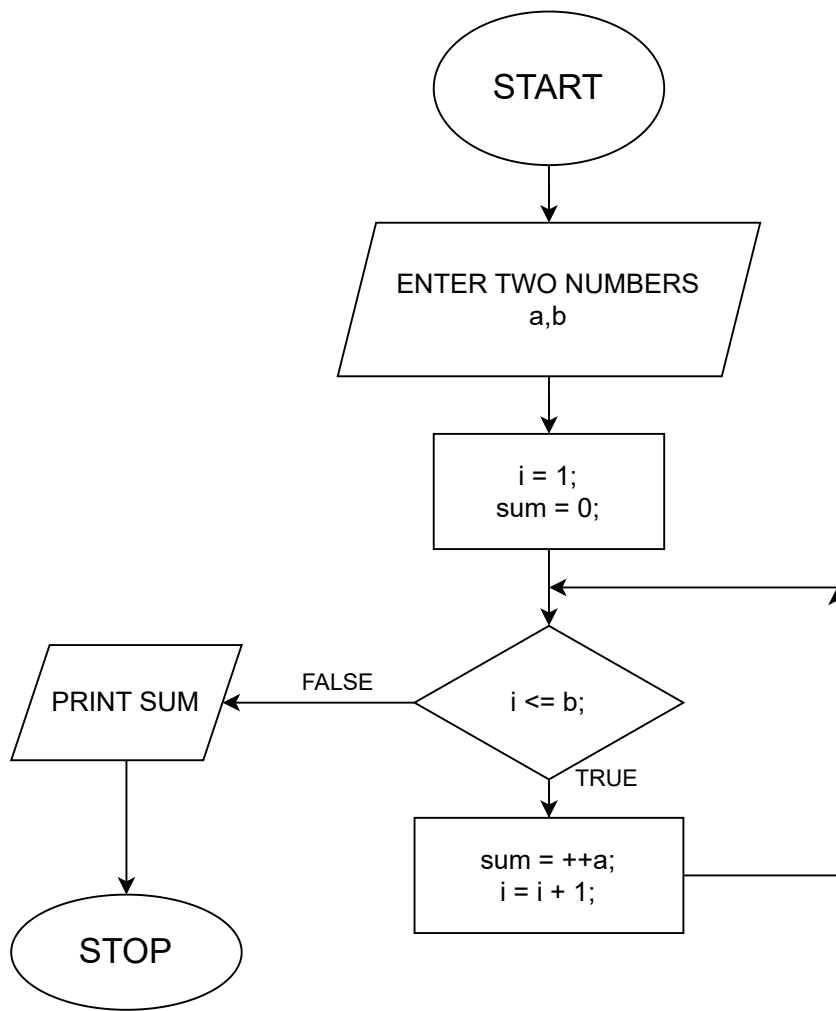 START
ENTER TWO NUMBERS
a,b
i = 1;
sum = 0;
i <= b;
FALSE
PRINT SUM
TRUE
sum = ++a;
i = i + 1;
STOP